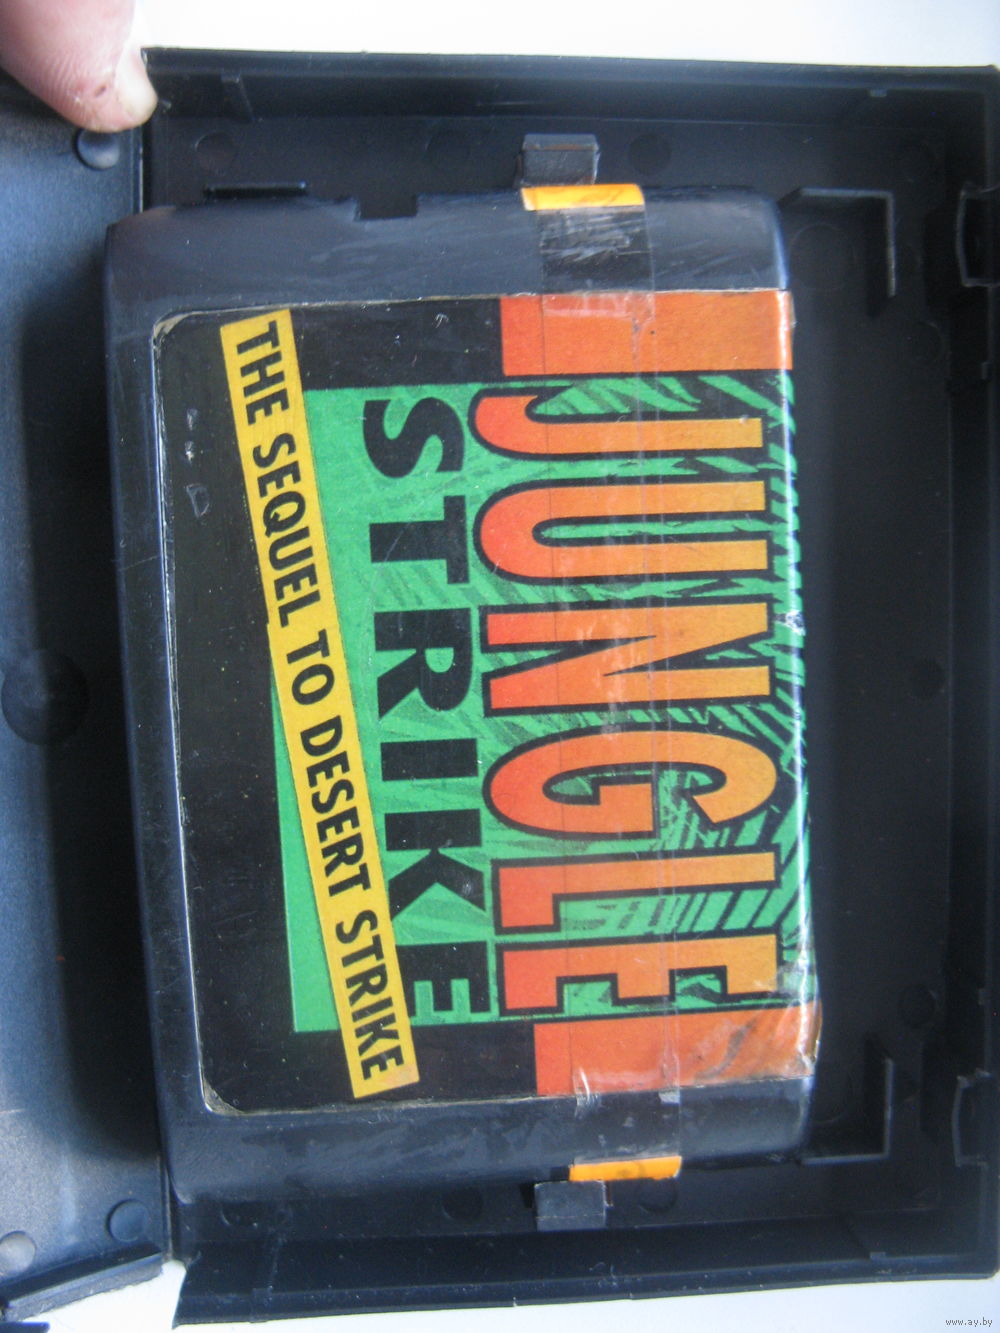 JUNGLE
STRIKE
THE SEQUEL TO DESERT STRIKE
www.ay.by